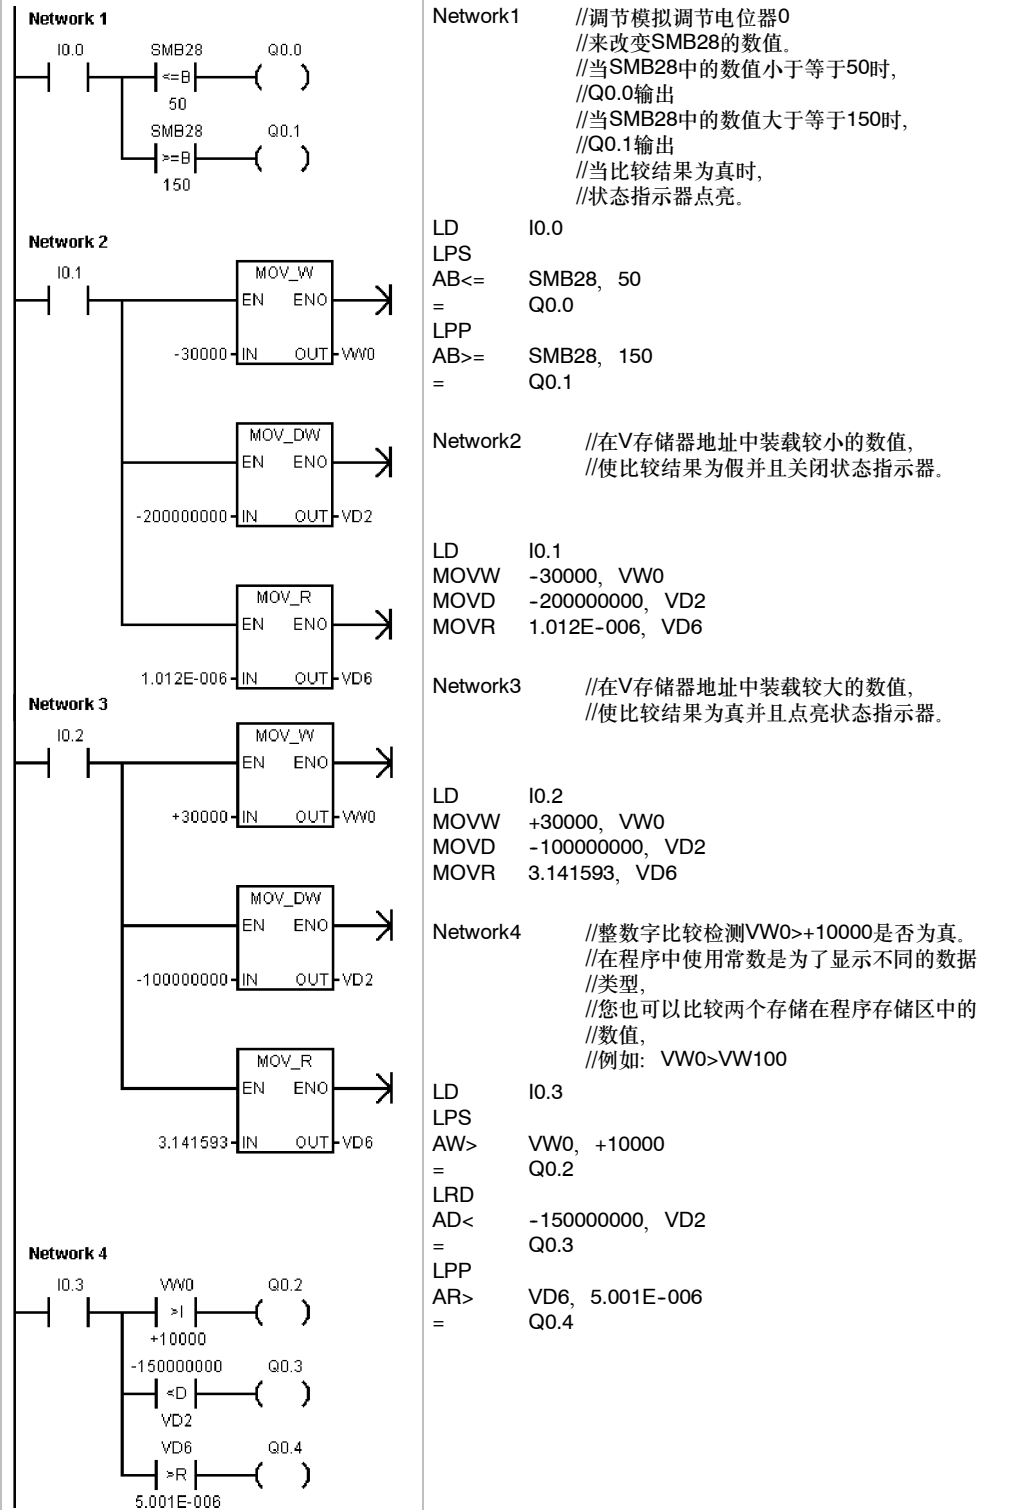 Network 1
I0.0
SMB28
Q0.0
<=B
50
SMB28
Q0.1
>=B
150
Network 2
I0.1
MOV_W
EN ENO
-30000 IN OUT VW0
MOV_DW
EN ENO
-200000000 IN OUT VD2
MOV_R
EN ENO
1.012E-006 IN OUT VD6
Network 3
I0.2
MOV_W
EN ENO
+30000 IN OUT VW0
MOV_DW
EN ENO
-100000000 IN OUT VD2
MOV_R
EN ENO
3.141593 IN OUT VD6
Network 4
I0.3
VW0
Q0.2
>I
+10000
-150000000
Q0.3
<D
VD2
VD6
Q0.4
>R
5.001E-006
Network1 //调节模拟调节电位器0
//来改变SMB28的数值。
//当SMB28中的数值小于等于50时,
//Q0.0输出
//当SMB28中的数值大于等于150时,
//Q0.1输出
//当比较结果为真时,
//状态指示器点亮。
LD I0.0
LPS
AB<= SMB28, 50
= Q0.0
LPP
AB>= SMB28, 150
= Q0.1
Network2 //在V存储器地址中装载较小的数值,
//使比较结果为假并且关闭状态指示器。
LD I0.1
MOVW -30000, VW0
MOVD -200000000, VD2
MOVR 1.012E-006, VD6
Network3 //在V存储器地址中装载较大的数值,
//使比较结果为真并且点亮状态指示器。
LD I0.2
MOVW +30000, VW0
MOVD -100000000, VD2
MOVR 3.141593, VD6
Network4 //整数字比较检测VW0>+10000是否为真。
//在程序中使用常数是为了显示不同的数据
//类型,
//您也可以比较两个存储在程序存储区中的
//数值,
//例如: VW0>VW100
LD I0.3
LPS
AW> VW0, +10000
= Q0.2
LRD
AD< -150000000, VD2
= Q0.3
LPP
AR> VD6, 5.001E-006
= Q0.4